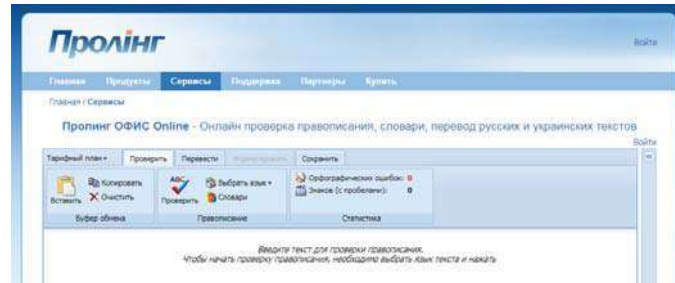 Пролінг
Войти
Главная Продукты Сервисы Поддержка Партнеры Купить
Главная / Сервисы
Пролинг ОФИС Online - Онлайн проверка правописания, словари, перевод русских и украинских текстов
Войти
Тарифный план Проверить Перевести Сохранить
Вставить Копировать Очистить Проверить Выбрать язык Словари Орфографических ошибок: 0
Знаков (с пробелами): 0
Буфер обмена Правописание Статистика
Введите текст для проверки правописания.
Чтобы начать проверку правописания, необходимо выбрать язык текста и нажать